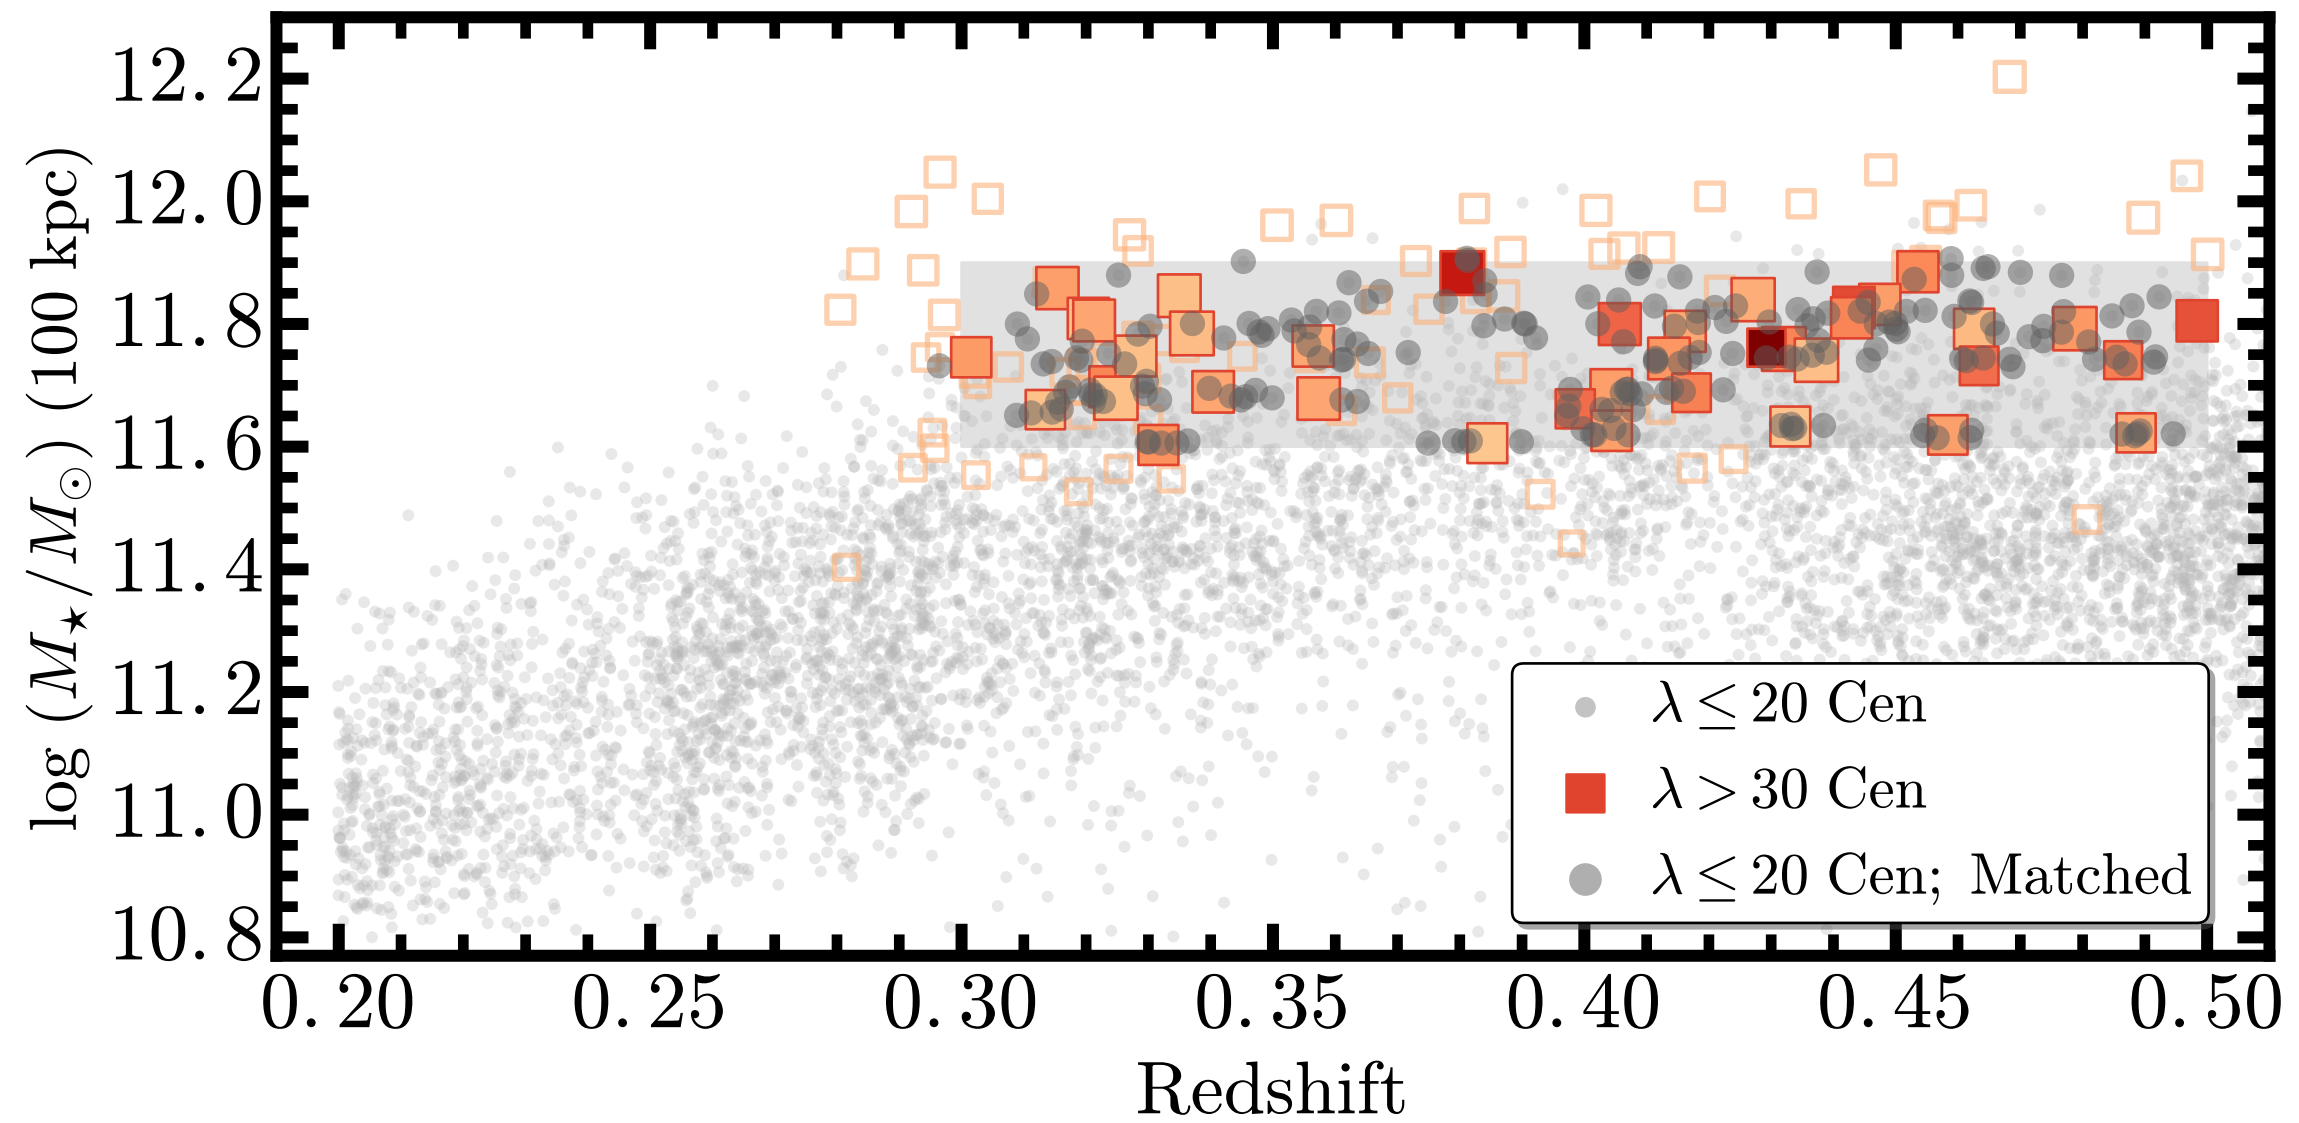 log (M⋆/M⊙) (100 kpc)
12.2
12.0
11.8
11.6
11.4
11.2
11.0
10.8
0.20 0.25 0.30 0.35 0.40 0.45 0.50
Redshift
λ ≤ 20 Cen
λ > 30 Cen
λ ≤ 20 Cen; Matched